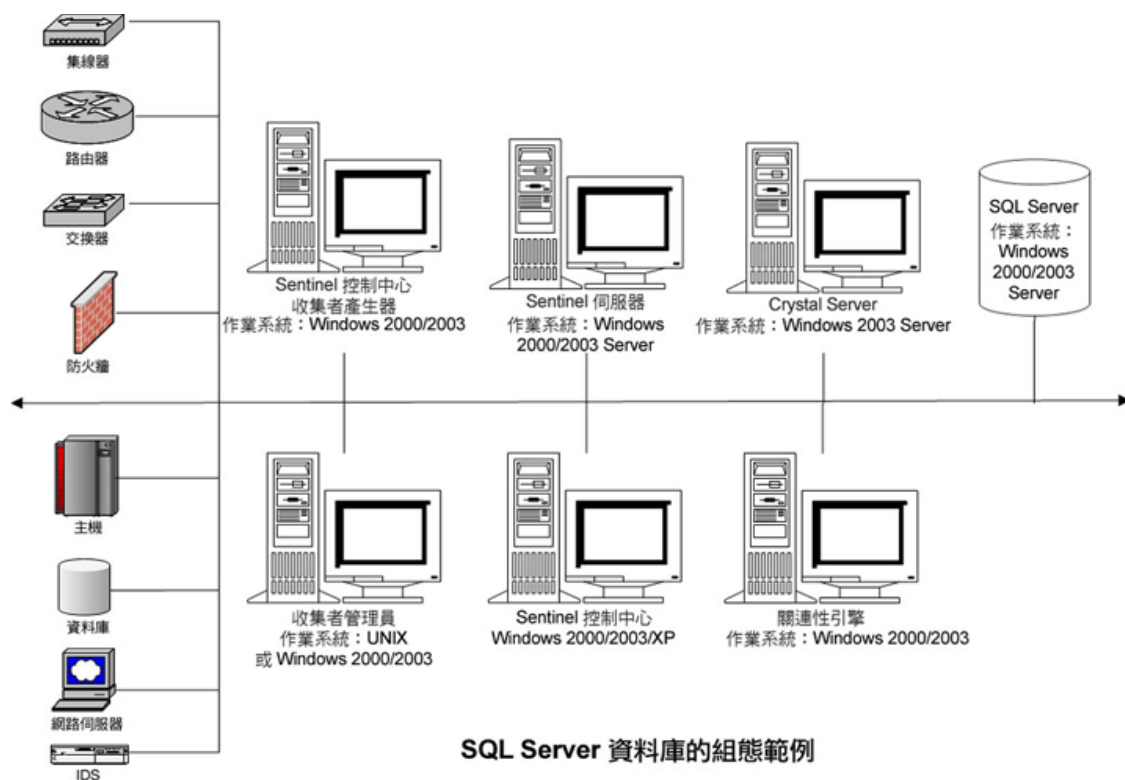 集線器
路由器
交換器
防火牆
Sentinel 控制中心
收集者產生器
作業系統：Windows 2000/2003
Sentinel 伺服器
作業系統：Windows
2000/2003 Server
Crystal Server
作業系統：Windows 2003 Server
SQL Server
作業系統：
Windows
2000/2003
Server
主機
資料庫
網路伺服器
IDS
收集者管理員
作業系統：UNIX
或 Windows 2000/2003
Sentinel 控制中心
Windows 2000/2003/XP
關連性引擎
作業系統：Windows 2000/2003
SQL Server 資料庫的組態範例